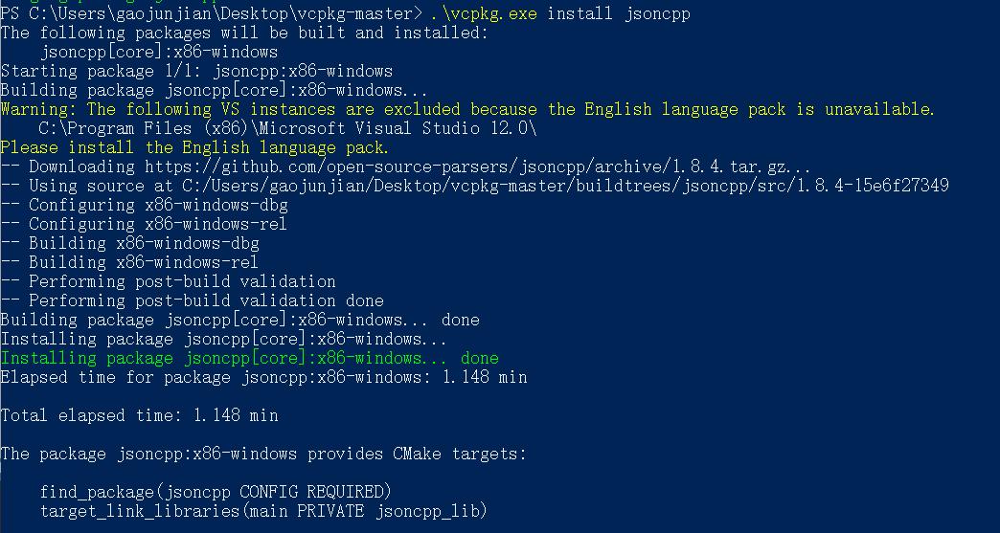 PS C:\Users\gaojunjian\Desktop\vcpkg-master> .\vcpkg.exe install jsoncpp
The following packages will be built and installed:
    jsoncpp[core]:x86-windows
Starting package 1/1: jsoncpp:x86-windows
Building package jsoncpp[core]:x86-windows...
Warning: The following VS instances are excluded because the English language pack is unavailable.
    C:\Program Files (x86)\Microsoft Visual Studio 12.0\
Please install the English language pack.
-- Downloading https://github.com/open-source-parsers/jsoncpp/archive/1.8.4.tar.gz...
-- Using source at C:/Users/gaojunjian/Desktop/vcpkg-master/buildtrees/jsoncpp/src/1.8.4-15e6f27349
-- Configuring x86-windows-dbg
-- Configuring x86-windows-rel
-- Building x86-windows-dbg
-- Building x86-windows-rel
-- Performing post-build validation
-- Performing post-build validation done
Building package jsoncpp[core]:x86-windows... done
Installing package jsoncpp[core]:x86-windows...
Installing package jsoncpp[core]:x86-windows... done
Elapsed time for package jsoncpp:x86-windows: 1.148 min
Total elapsed time: 1.148 min
The package jsoncpp:x86-windows provides CMake targets:
    find_package(jsoncpp CONFIG REQUIRED)
    target_link_libraries(main PRIVATE jsoncpp_lib)